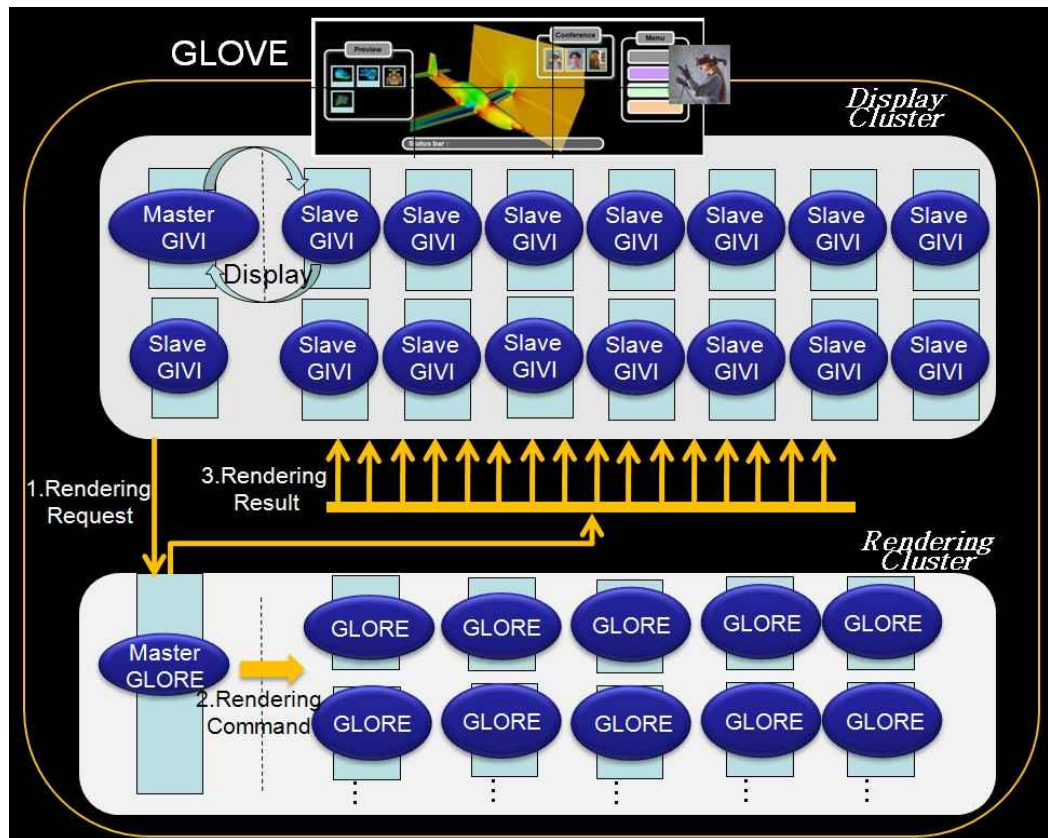 GLOVE
Preview
Conference
Menu
Status bar :
Display
Cluster
Master
GIVI
Slave
GIVI
Slave
GIVI
Slave
GIVI
Slave
GIVI
Slave
GIVI
Slave
GIVI
Slave
GIVI
Display
Slave
GIVI
Slave
GIVI
Slave
GIVI
Slave
GIVI
Slave
GIVI
Slave
GIVI
Slave
GIVI
Slave
GIVI
1.Rendering
Request
3.Rendering
Result
Rendering
Cluster
Master
GLORE
2.Rendering
Command
GLORE
GLORE
GLORE
GLORE
GLORE
GLORE
GLORE
GLORE
GLORE
GLORE